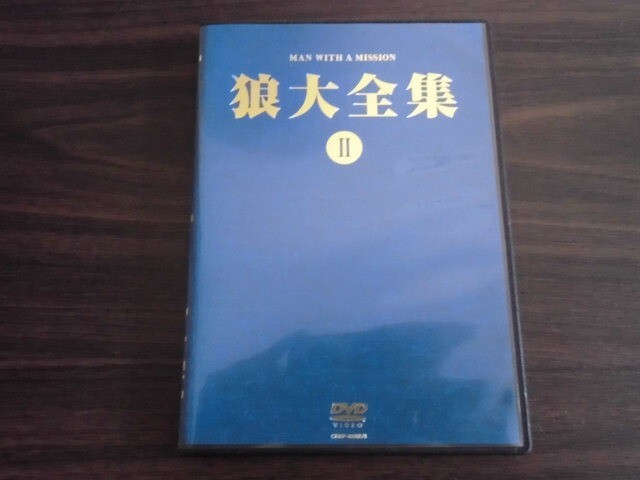 MAN WITH A MISSION
狼大全集
II
DVD
VIDEO